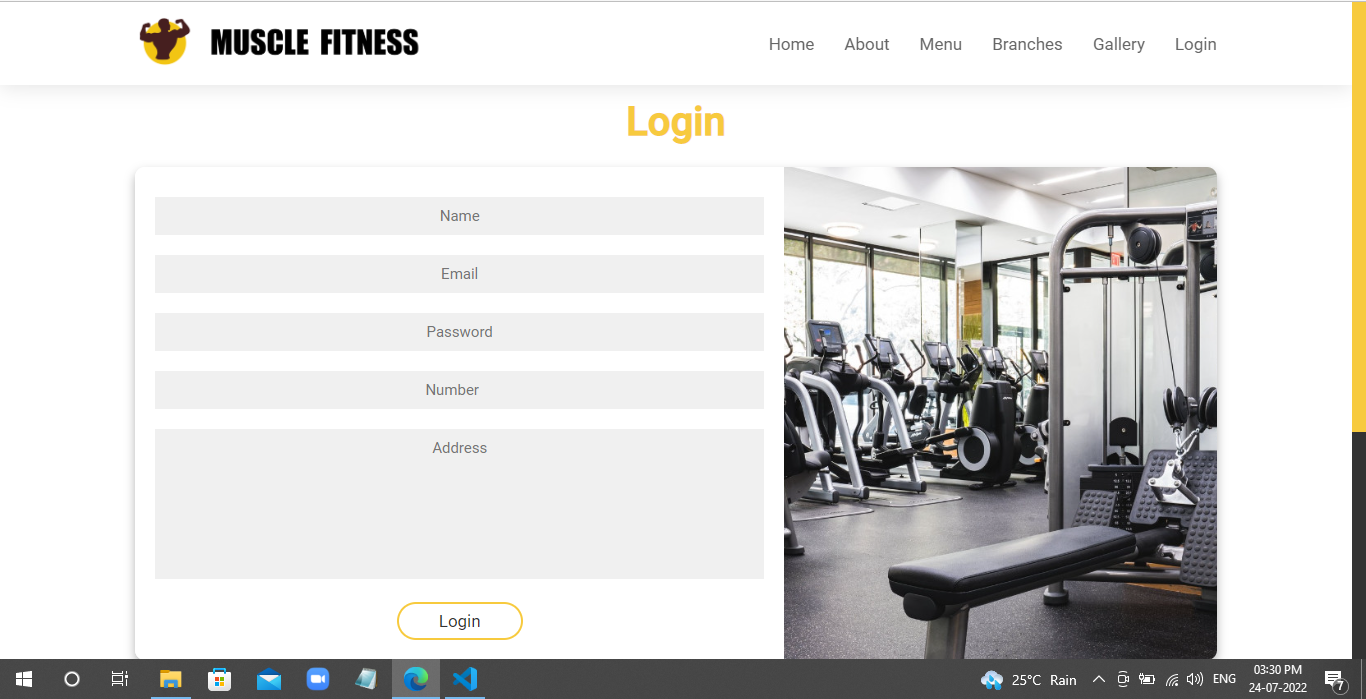 MUSCLE FITNESS
Home About Menu Branches Gallery Login
Login
Name
Email
Password
Number
Address
Login
25°C Rain ENG 03:30 PM
24-07-2022
7